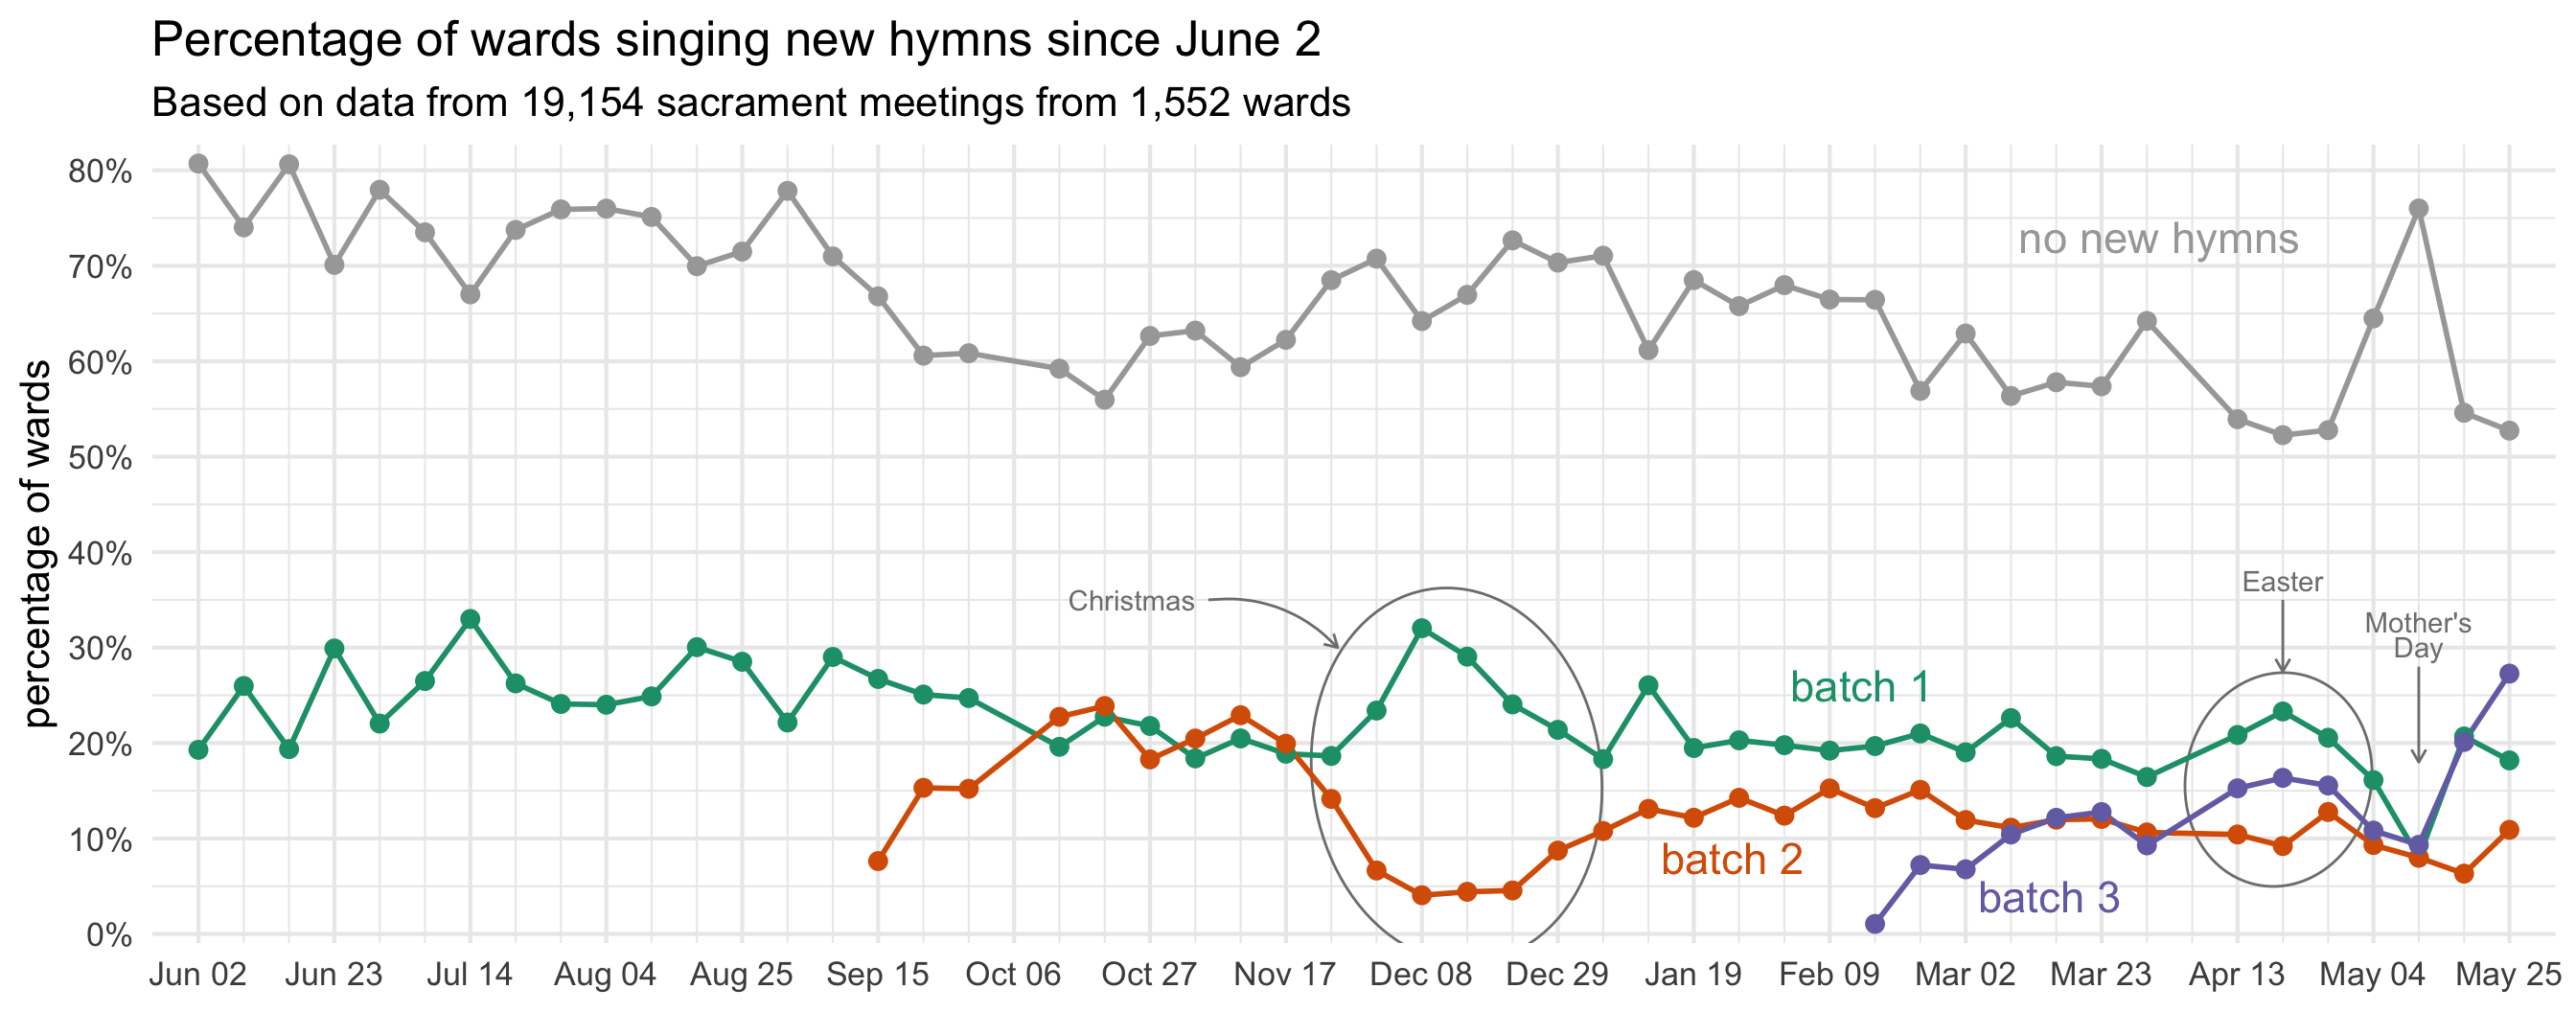 Percentage of wards singing new hymns since June 2
Based on data from 19,154 sacrament meetings from 1,552 wards
percentage of wards
80%
70%
60%
50%
40%
30%
20%
10%
0%
no new hymns
Christmas
Easter
Mother's
Day
batch 1
batch 2
batch 3
Jun 02 Jun 23 Jul 14 Aug 04 Aug 25 Sep 15 Oct 06 Oct 27 Nov 17 Dec 08 Dec 29 Jan 19 Feb 09 Mar 02 Mar 23 Apr 13 May 04 May 25